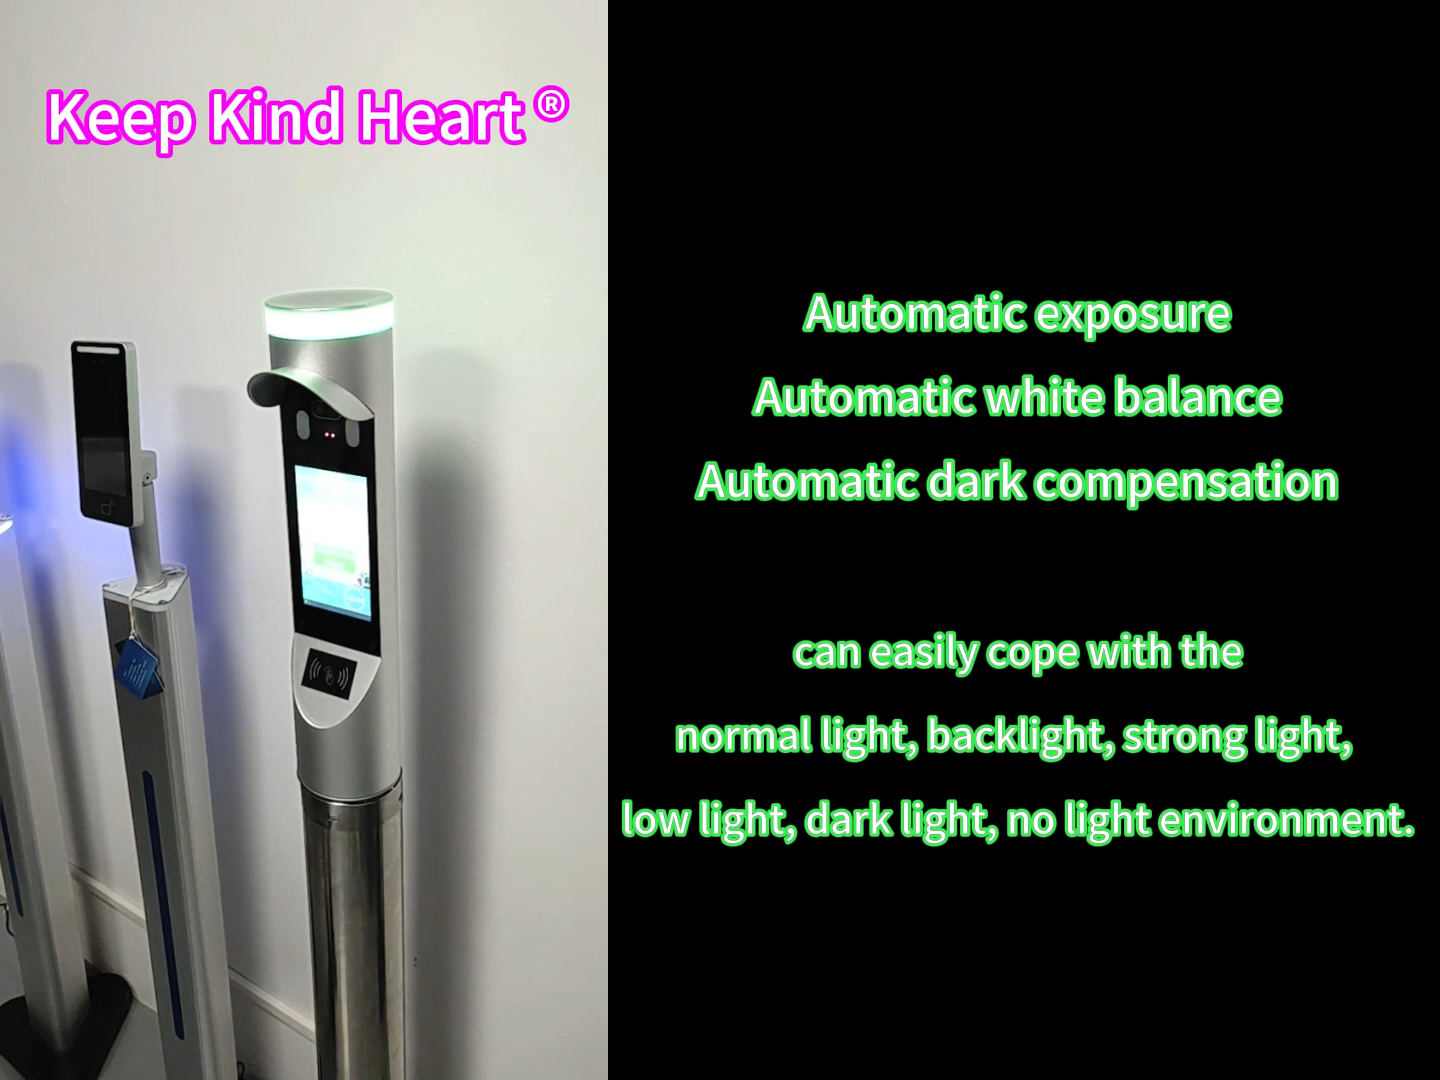 Keep Kind Heart ®
Automatic exposure
Automatic white balance
Automatic dark compensation
can easily cope with the
normal light, backlight, strong light,
low light, dark light, no light environment.